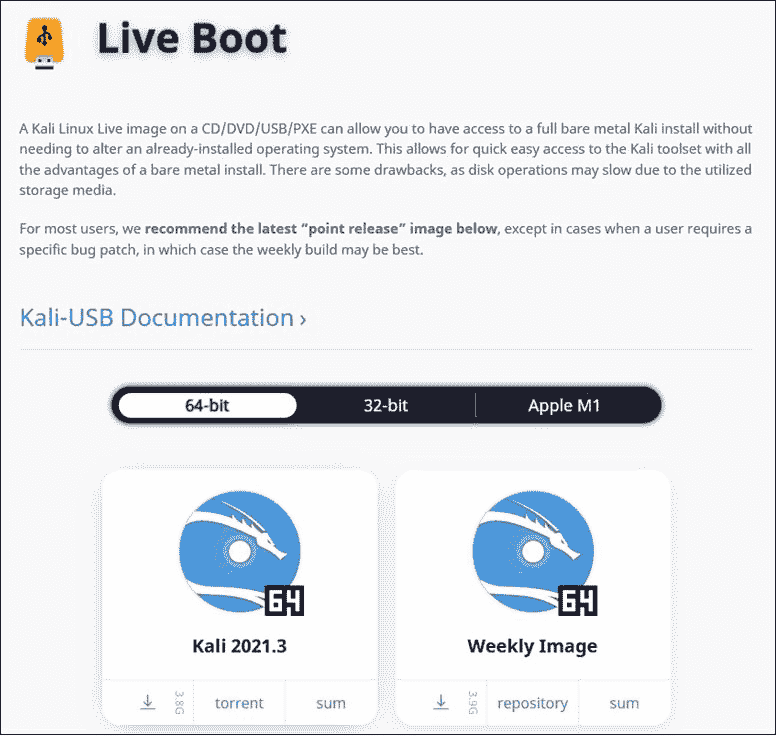 Live Boot
A Kali Linux Live image on a CD/DVD/USB/PXE can allow you to have access to a full bare metal Kali install without
needing to alter an already-installed operating system. This allows for quick easy access to the Kali toolset with all
the advantages of a bare metal install. There are some drawbacks, as disk operations may slow due to the utilized
storage media.
For most users, we recommend the latest “point release” image below, except in cases when a user requires a
specific bug patch, in which case the weekly build may be best.
Kali-USB Documentation ›
64-bit 32-bit Apple M1
64 64
Kali 2021.3 Weekly Image
3.8G torrent sum 3.9G repository sum